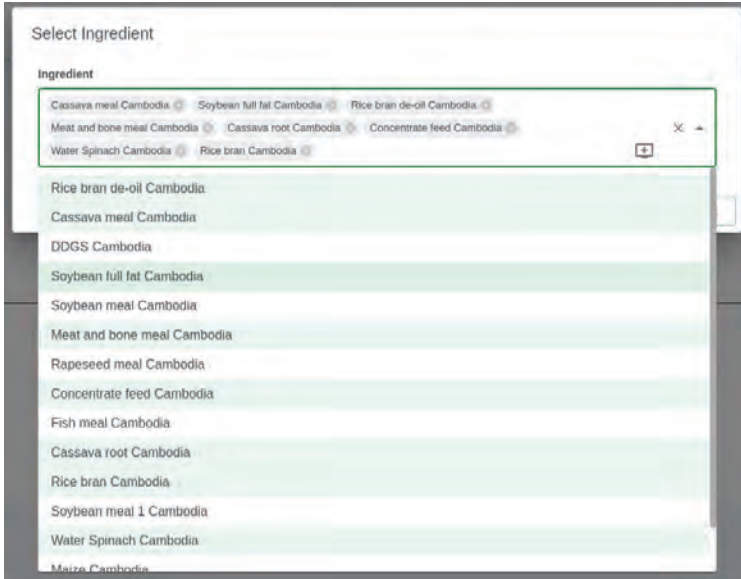 Select Ingredient
Ingredient
Cassava meal Cambodia Soybean full fat Cambodia Rice bran de-oil Cambodia
Meat and bone meal Cambodia Cassava root Cambodia Concentrate feed Cambodia
Water Spinach Cambodia Rice bran Cambodia
Rice bran de-oil Cambodia
Cassava meal Cambodia
DDGS Cambodia
Soybean full fat Cambodia
Soybean meal Cambodia
Meat and bone meal Cambodia
Rapeseed meal Cambodia
Concentrate feed Cambodia
Fish meal Cambodia
Cassava root Cambodia
Rice bran Cambodia
Soybean meal 1 Cambodia
Water Spinach Cambodia
Maize Cambodia